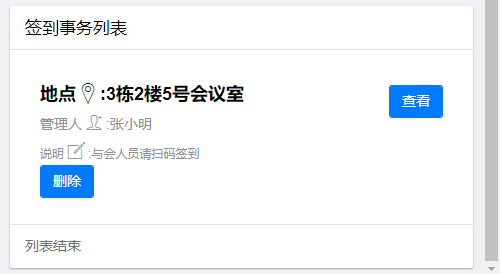 签到事务列表
地点 :3栋2楼5号会议室
查看
管理人 :张小明
说明 :与会人员请扫码签到
删除
列表结束